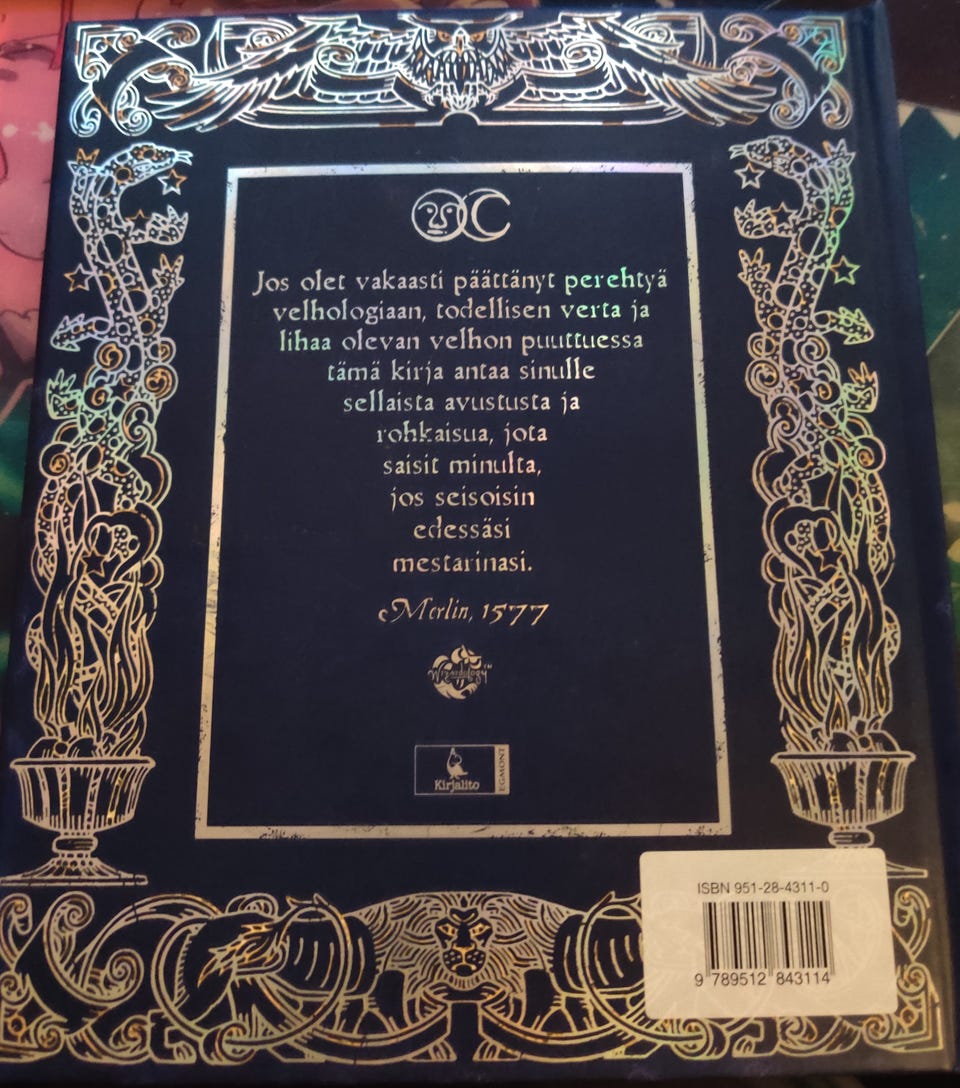 Jos olet vakaasti päättänyt perehtyä
velhologiaan, todellisen verta ja
lihaa olevan velhon puuttuessa
tämä kirja antaa sinulle
sellaista avustusta ja
rohkaisua, jota
saisit minulta,
jos seisoisin
edessäsi
mestarinasi.
Merlin, 1577
Wizardology™
Kirjalito
EGMONT
ISBN 951-28-4311-0
9 789512 843114